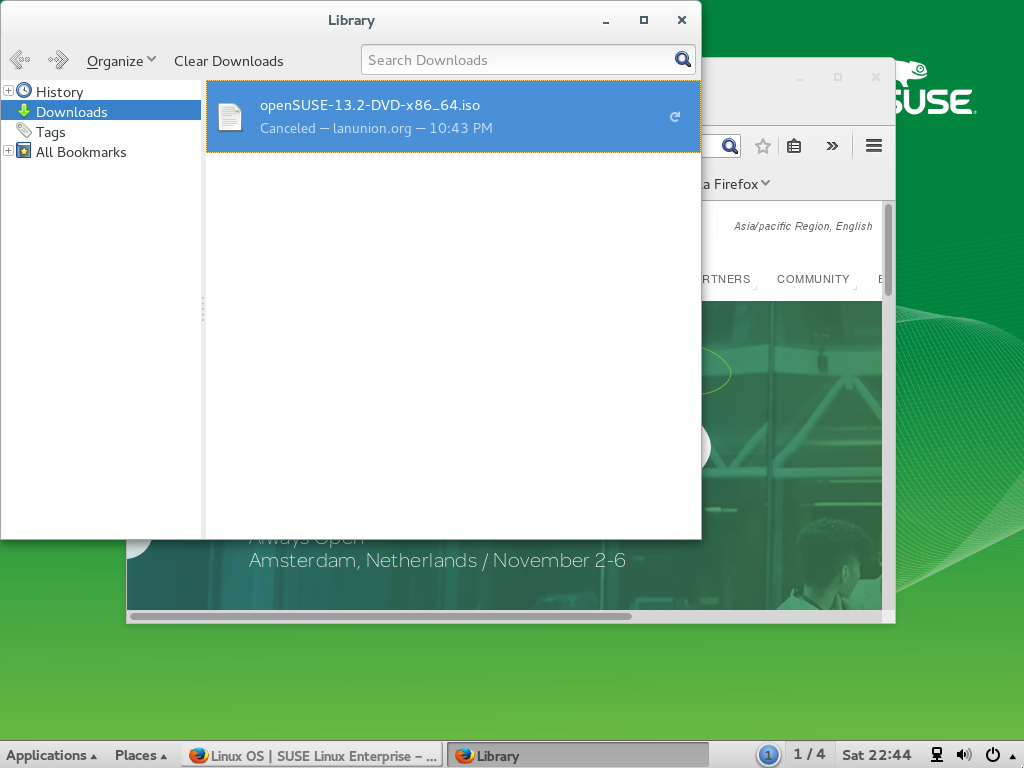 Library
Organize Clear Downloads Search Downloads
History
Downloads
Tags
All Bookmarks
openSUSE-13.2-DVD-x86_64.iso
Canceled — lanunion.org — 10:43 PM
SUSE
Firefox
Asia/pacific Region, English
COMMUNITY
Always Open
Amsterdam, Netherlands / November 2-6
Applications Places Linux OS | SUSE Linux Enterprise – ... Library 1 1 / 4 Sat 22:44